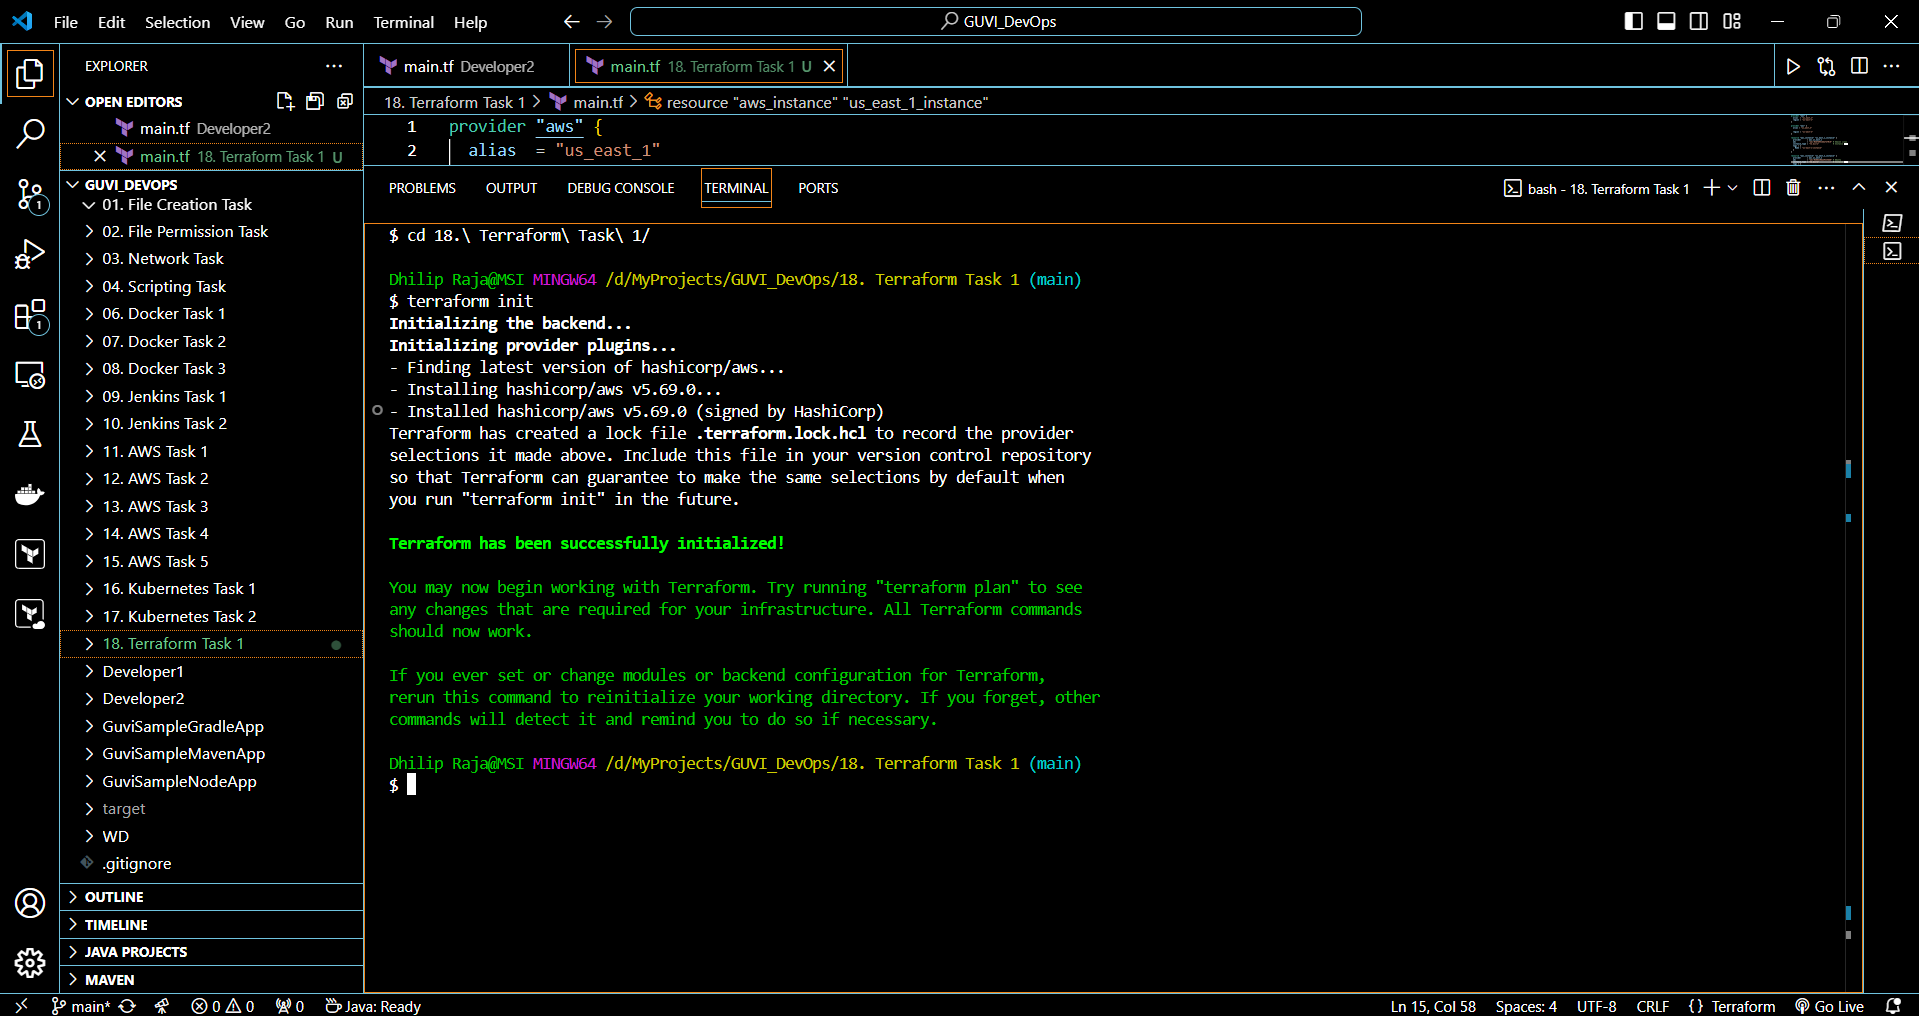 File Edit Selection View Go Run Terminal Help
GUVI_DevOps
EXPLORER
OPEN EDITORS
main.tf Developer2
main.tf 18. Terraform Task 1 U
GUVI_DEVOPS
01. File Creation Task
02. File Permission Task
03. Network Task
04. Scripting Task
06. Docker Task 1
07. Docker Task 2
08. Docker Task 3
09. Jenkins Task 1
10. Jenkins Task 2
11. AWS Task 1
12. AWS Task 2
13. AWS Task 3
14. AWS Task 4
15. AWS Task 5
16. Kubernetes Task 1
17. Kubernetes Task 2
18. Terraform Task 1
Developer1
Developer2
GuviSampleGradleApp
GuviSampleMavenApp
GuviSampleNodeApp
target
WD
.gitignore
OUTLINE
TIMELINE
JAVA PROJECTS
MAVEN
1
1
main.tf Developer2
main.tf 18. Terraform Task 1 U
18. Terraform Task 1 > main.tf > resource "aws_instance" "us_east_1_instance"
1 provider "aws" {
2 alias = "us_east_1"
PROBLEMS OUTPUT DEBUG CONSOLE TERMINAL PORTS
bash - 18. Terraform Task 1
$ cd 18.\ Terraform\ Task\ 1/
Dhilip Raja@MSI MINGW64 /d/MyProjects/GUVI_DevOps/18. Terraform Task 1 (main)
$ terraform init
Initializing the backend...
Initializing provider plugins...
- Finding latest version of hashicorp/aws...
- Installing hashicorp/aws v5.69.0...
- Installed hashicorp/aws v5.69.0 (signed by HashiCorp)
Terraform has created a lock file .terraform.lock.hcl to record the provider
selections it made above. Include this file in your version control repository
so that Terraform can guarantee to make the same selections by default when
you run "terraform init" in the future.
Terraform has been successfully initialized!
You may now begin working with Terraform. Try running "terraform plan" to see
any changes that are required for your infrastructure. All Terraform commands
should now work.
If you ever set or change modules or backend configuration for Terraform,
rerun this command to reinitialize your working directory. If you forget, other
commands will detect it and remind you to do so if necessary.
Dhilip Raja@MSI MINGW64 /d/MyProjects/GUVI_DevOps/18. Terraform Task 1 (main)
$
main* 0 0 0 Java: Ready
Ln 15, Col 58 Spaces: 4 UTF-8 CRLF {} Terraform Go Live